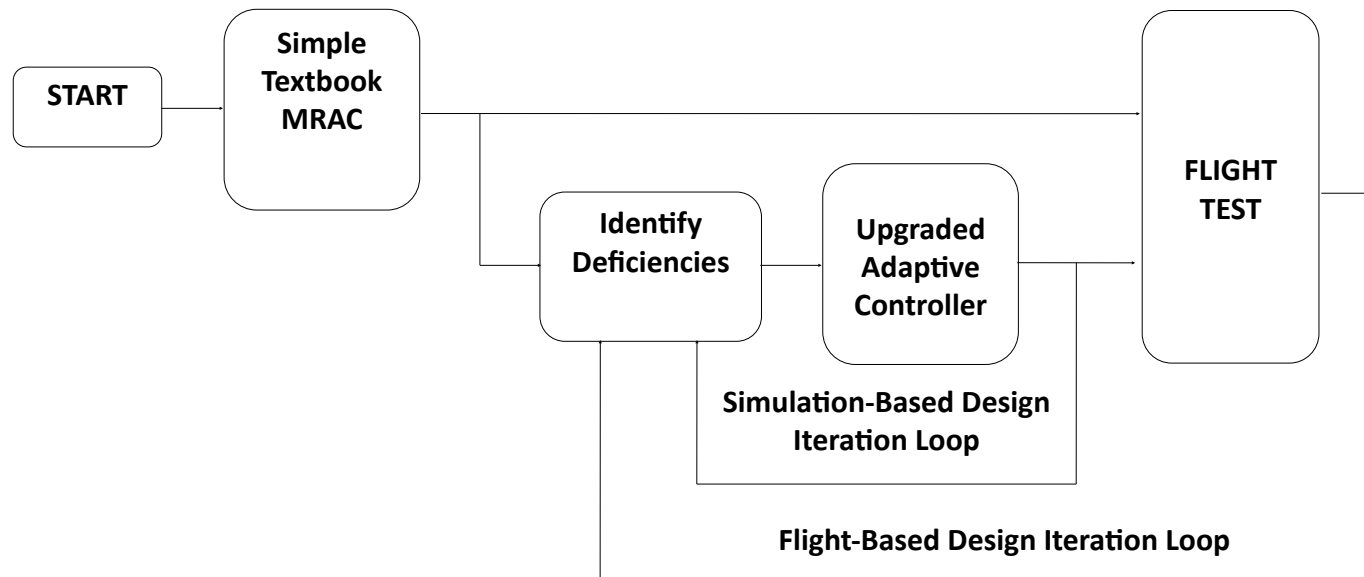 START
Simple
Textbook
MRAC
Identify
Deficiencies
Upgraded
Adaptive
Controller
FLIGHT
TEST
Simulation-Based Design
Iteration Loop
Flight-Based Design Iteration Loop